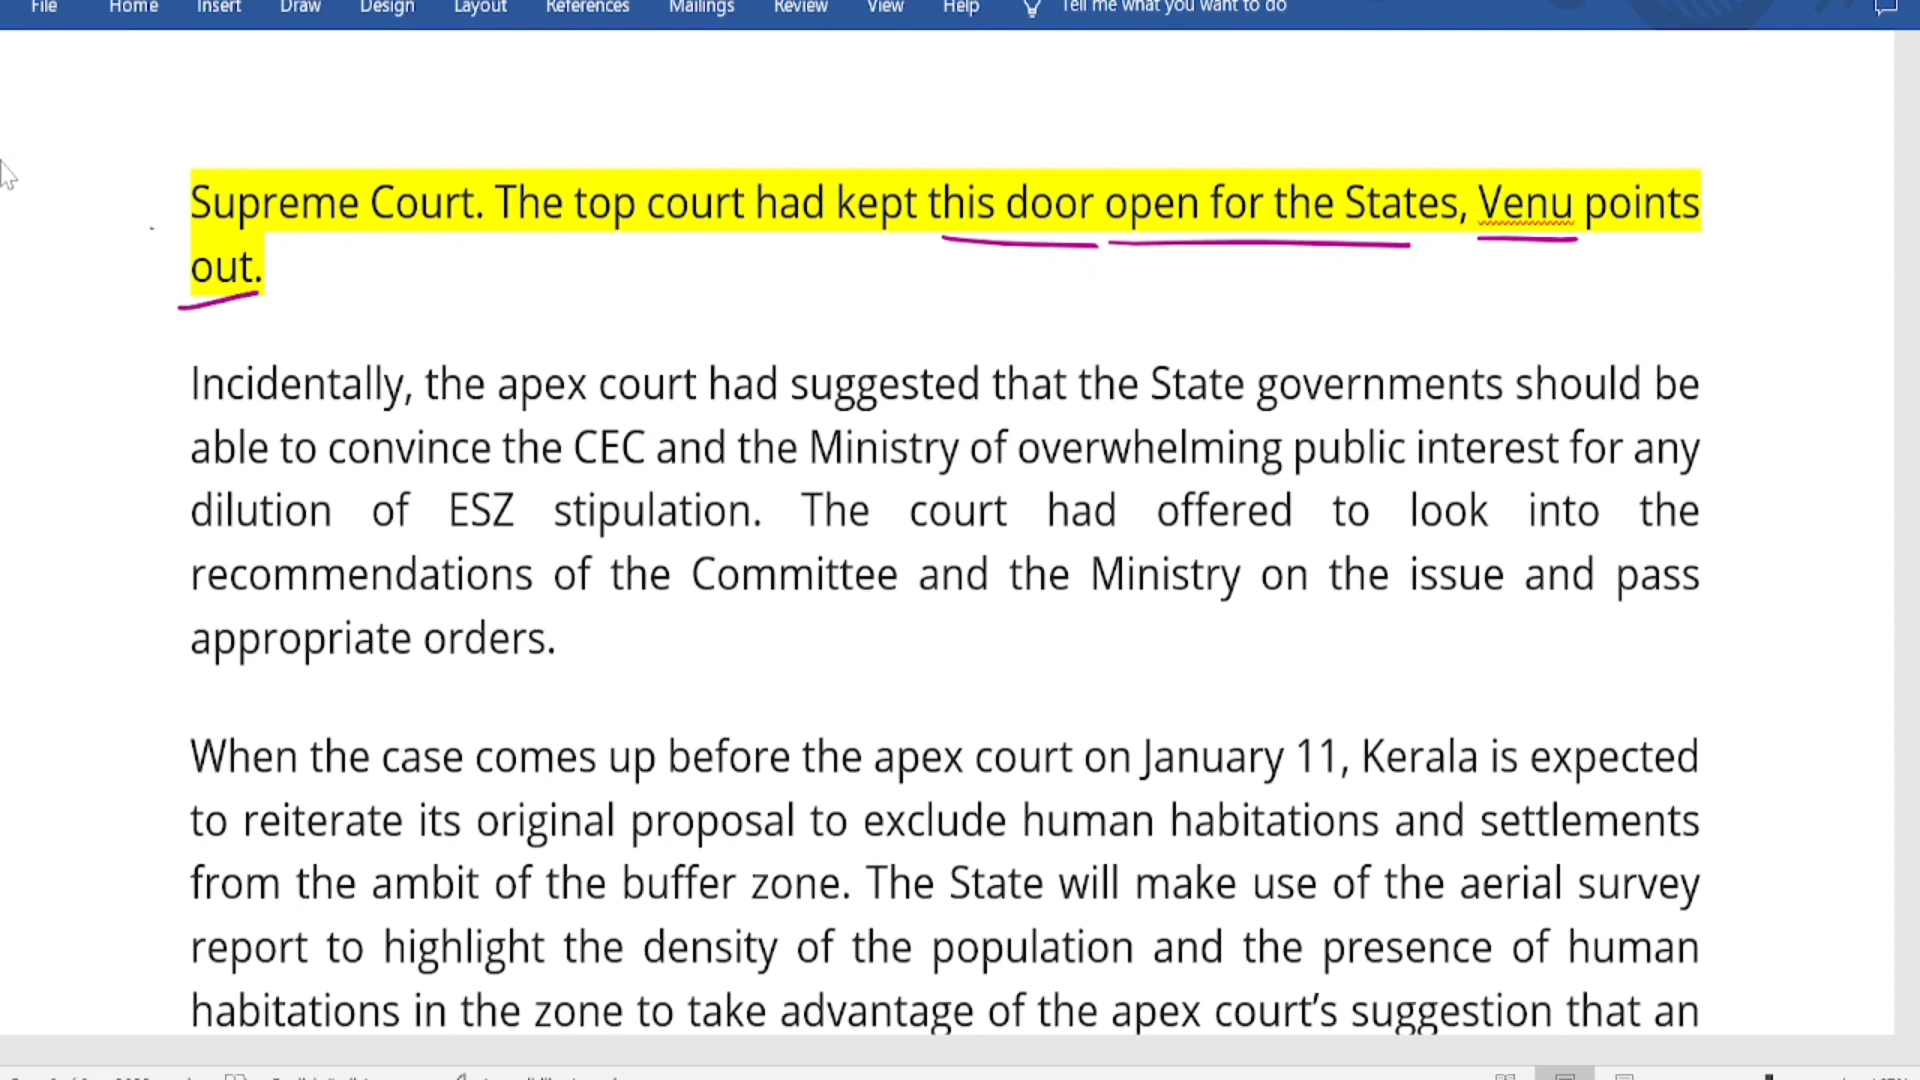 File Home Insert Draw Design Layout References Mailings Review View Help Tell me what you want to do
Supreme Court. The top court had kept this door open for the States, Venu points
out.
Incidentally, the apex court had suggested that the State governments should be
able to convince the CEC and the Ministry of overwhelming public interest for any
dilution of ESZ stipulation. The court had offered to look into the
recommendations of the Committee and the Ministry on the issue and pass
appropriate orders.
When the case comes up before the apex court on January 11, Kerala is expected
to reiterate its original proposal to exclude human habitations and settlements
from the ambit of the buffer zone. The State will make use of the aerial survey
report to highlight the density of the population and the presence of human
habitations in the zone to take advantage of the apex court’s suggestion that an